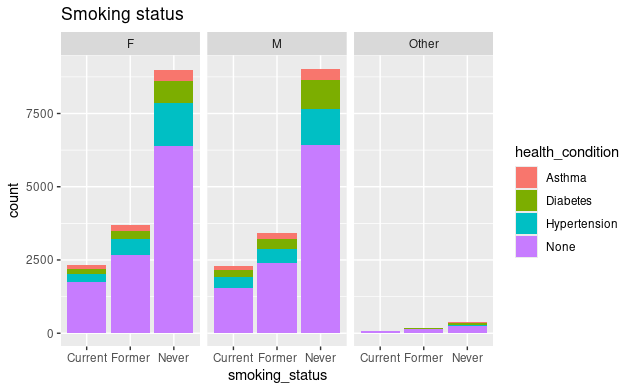 Smoking status
F M Other
7500
5000
2500
0
count
Current Former Never Current Former Never Current Former Never
smoking_status
health_condition
Asthma
Diabetes
Hypertension
None